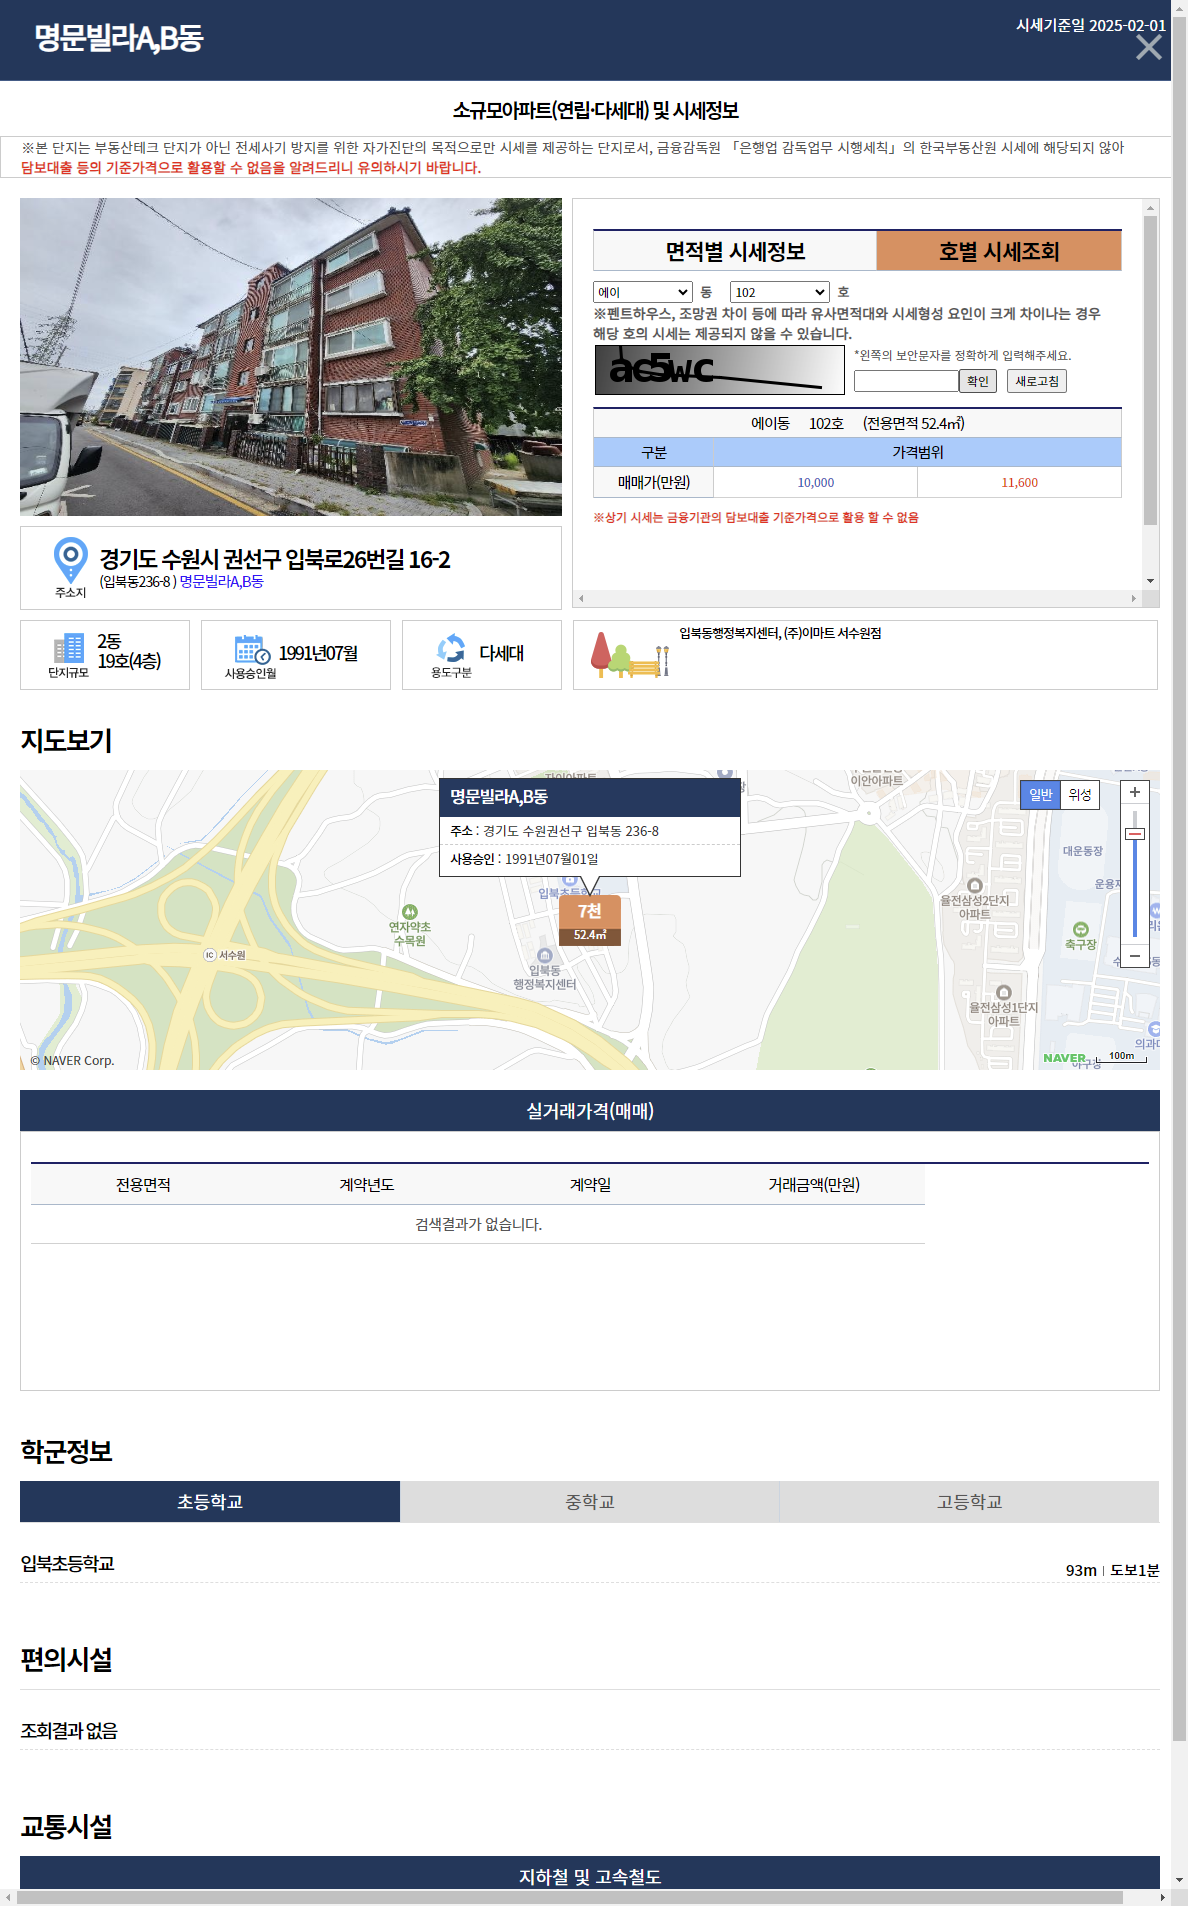 명문빌라A,B동
시세기준일 2025-02-01
소규모아파트(연립·다세대) 및 시세정보
※본 단지는 부동산테크 단지가 아닌 전세사기 방지를 위한 자가진단의 목적으로만 시세를 제공하는 단지로서, 금융감독원 「은행업 감독업무 시행세칙」의 한국부동산원 시세에 해당되지 않아
담보대출 등의 기준가격으로 활용할 수 없음을 알려드리니 유의하시기 바랍니다.
면적별 시세정보 호별 시세조회
에이 동 102 호
※펜트하우스, 조망권 차이 등에 따라 유사면적대와 시세형성 요인이 크게 차이나는 경우
해당 호의 시세는 제공되지 않을 수 있습니다.
ac5wc
*왼쪽의 보안문자를 정확하게 입력해주세요.
확인 새로고침
에이동 102호 (전용면적 52.4㎡)
구분 가격범위
매매가(만원) 10,000 11,600
※상기 시세는 금융기관의 담보대출 기준가격으로 활용 할 수 없음
주소지
경기도 수원시 권선구 입북로26번길 16-2
(입북동236-8 ) 명문빌라A,B동
단지규모
2동
19호(4층)
사용승인월
1991년07월
용도구분
다세대
입북동행정복지센터, (주)이마트 서수원점
지도보기
명문빌라A,B동
주소 : 경기도 수원권선구 입북동 236-8
사용승인 : 1991년07월01일
7천
52.4㎡
이안아파트
일반 위성
대운동장
율전삼성2단지
아파트
연자약초
수목원
축구장
IC 서수원
입북동
행정복지센터
율전삼성1단지
아파트
© NAVER Corp.
NAVER 100m
실거래가격(매매)
전용면적 계약년도 계약일 거래금액(만원)
검색결과가 없습니다.
학군정보
초등학교 중학교 고등학교
입북초등학교
93m 도보1분
편의시설
조회결과 없음
교통시설
지하철 및 고속철도